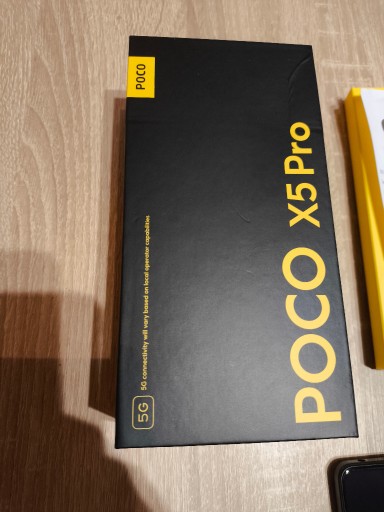 POCO
POCO X5 Pro
5G 5G connectivity will vary based on local operator capabilities